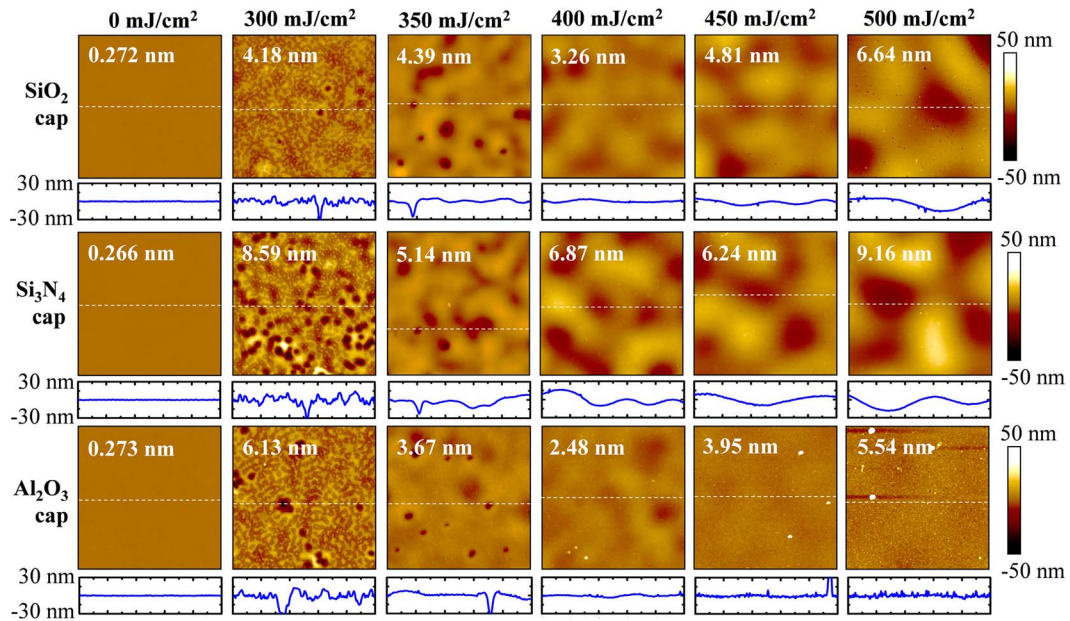 0 mJ/cm² 300 mJ/cm² 350 mJ/cm² 400 mJ/cm² 450 mJ/cm² 500 mJ/cm²
SiO₂ cap 0.272 nm 4.18 nm 4.39 nm 3.26 nm 4.81 nm 6.64 nm 50 nm
-50 nm
30 nm
-30 nm
Si₃N₄ cap 0.266 nm 8.59 nm 5.14 nm 6.87 nm 6.24 nm 9.16 nm 50 nm
-50 nm
30 nm
-30 nm
Al₂O₃ cap 0.273 nm 6.13 nm 3.67 nm 2.48 nm 3.95 nm 5.54 nm 50 nm
-50 nm
30 nm
-30 nm